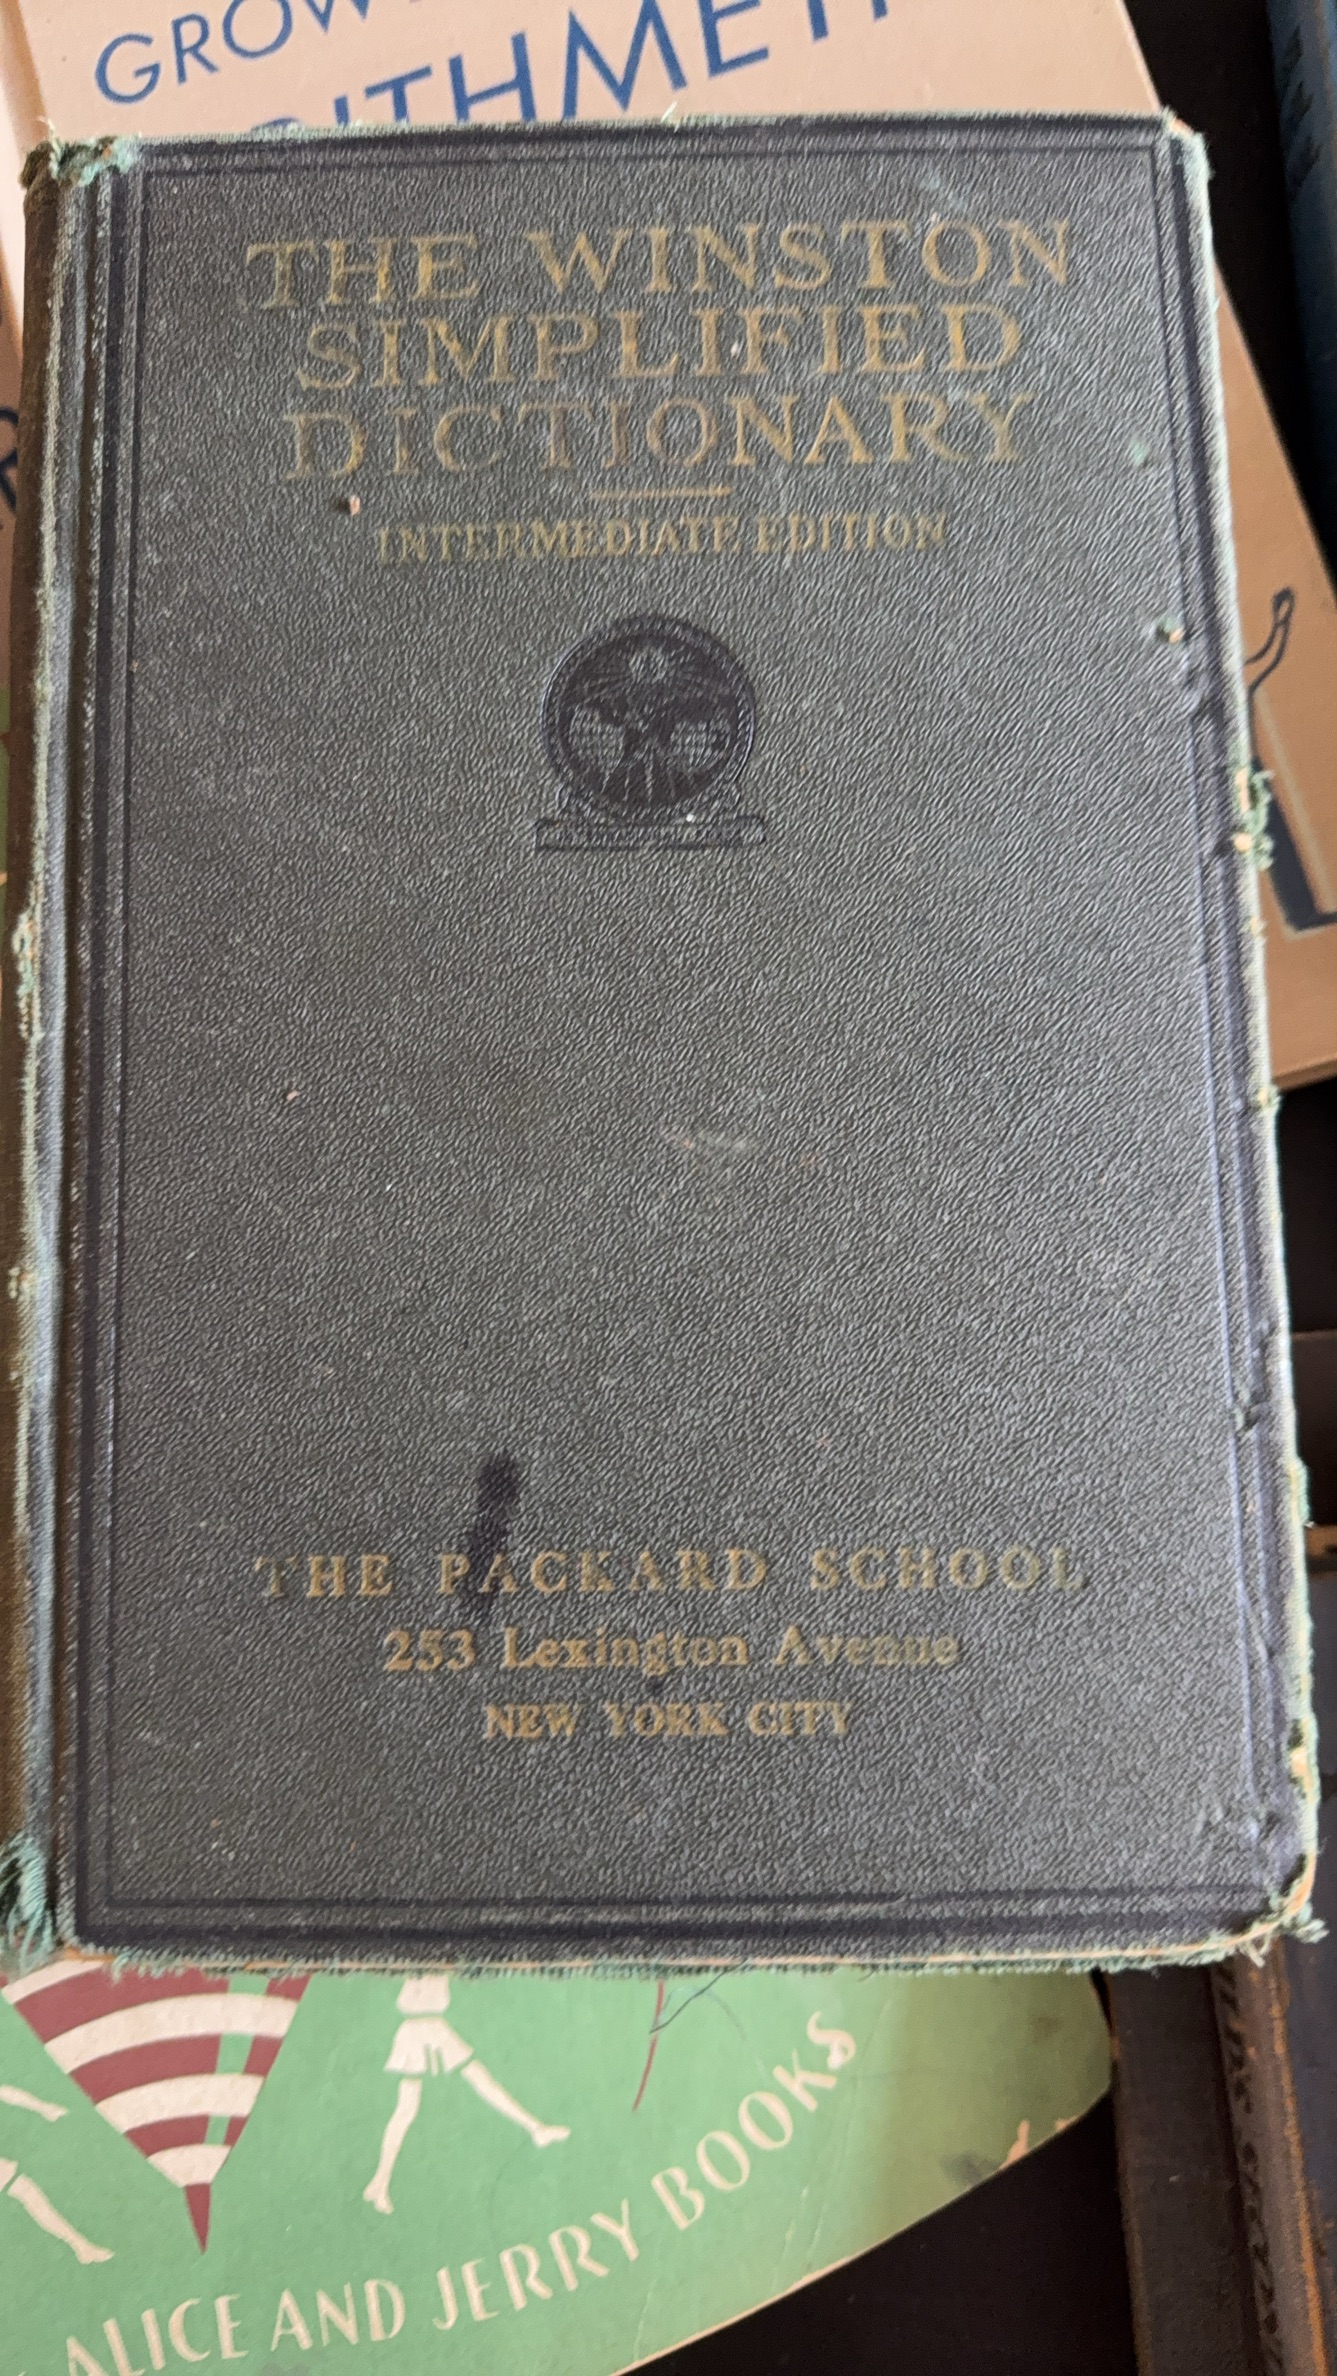 GROW
ARITHMETI
THE WINSTON
SIMPLIFIED
DICTIONARY
INTERMEDIATE EDITION
THE PACKARD SCHOOL
253 Lexington Avenue
NEW YORK CITY
ALICE AND JERRY BOOKS